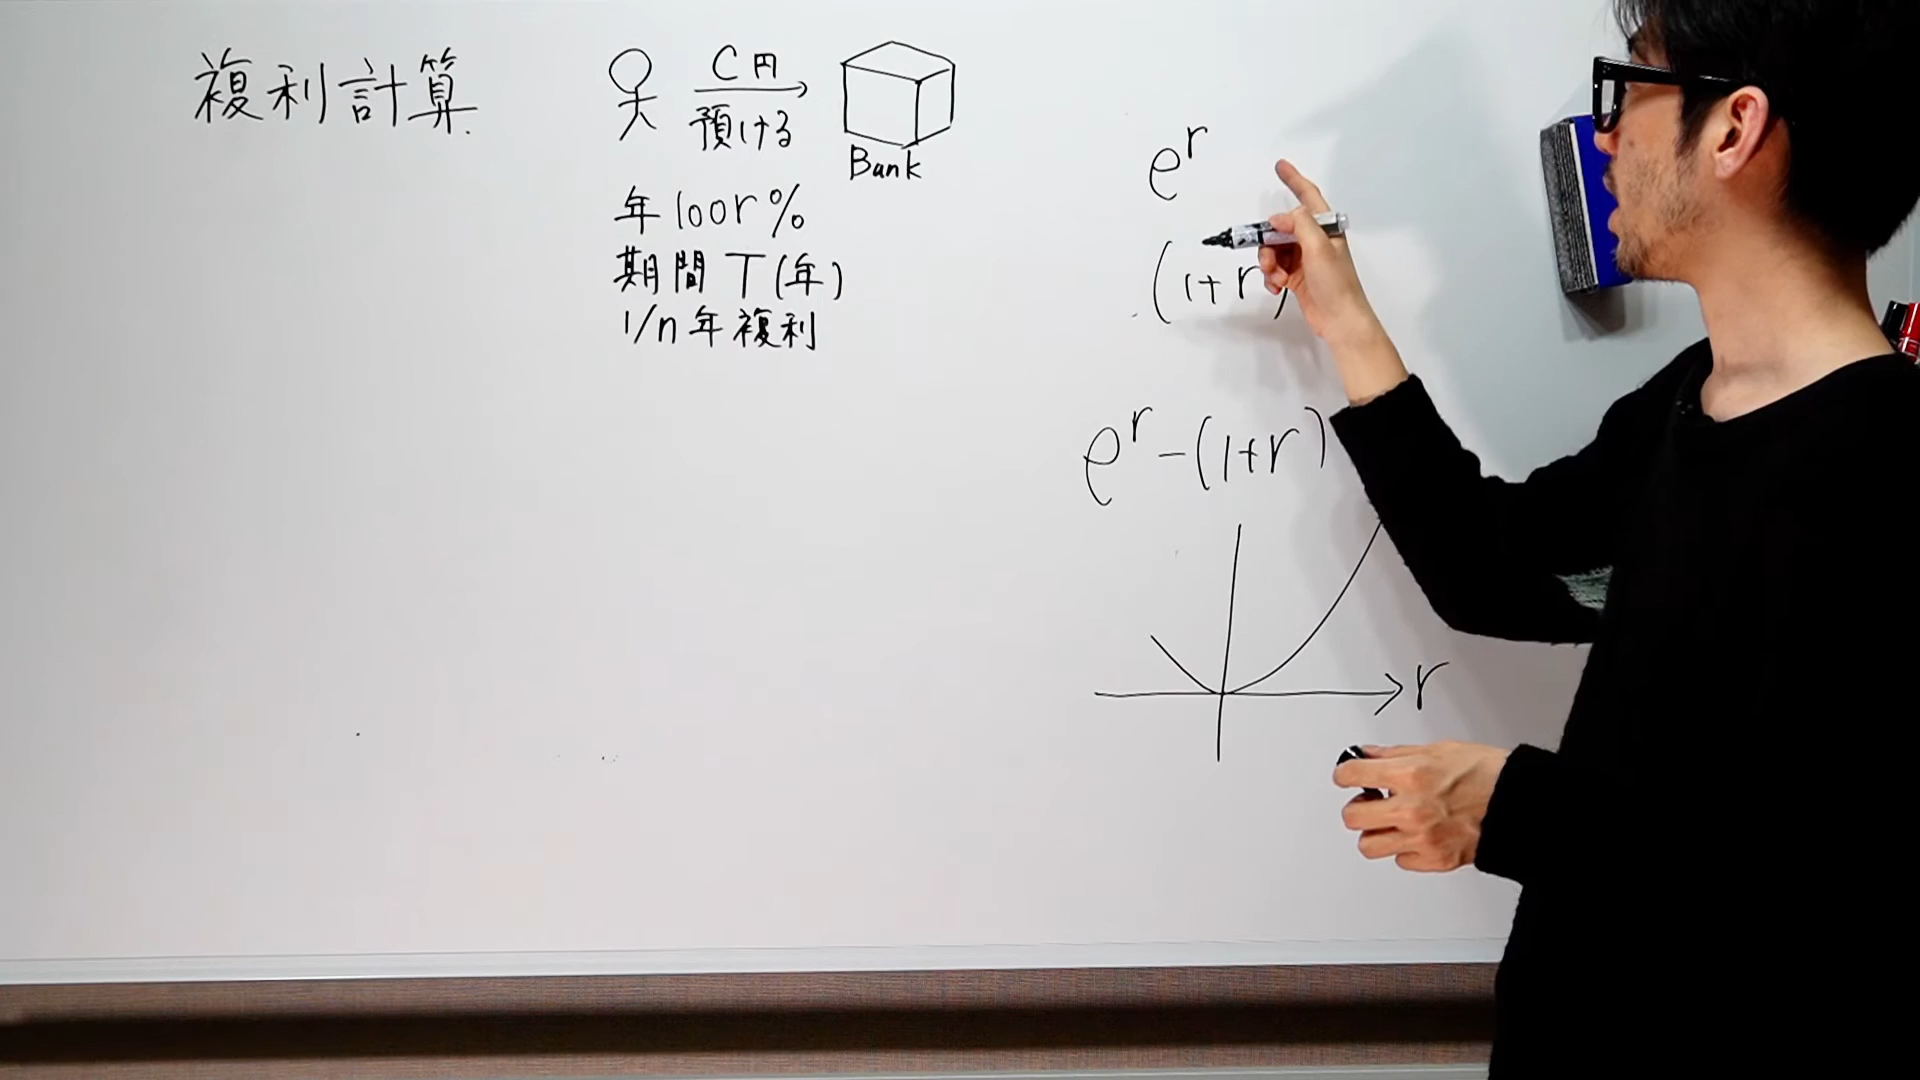 複利計算.
C円
預ける
Bank
年100r%
期間 T(年)
1/n年複利
e^r
(1+r)
e^r-(1+r)
r